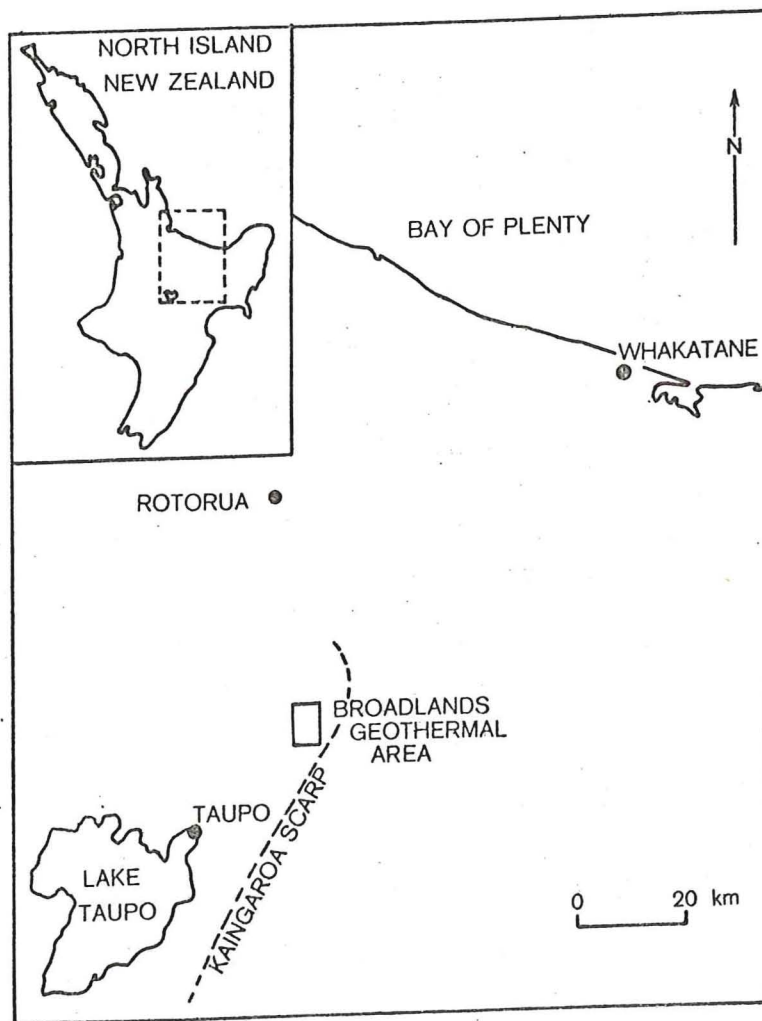 NORTH ISLAND
NEW ZEALAND
N
BAY OF PLENTY
WHAKATANE
ROTORUA
BROADLANDS
GEOTHERMAL
AREA
KAINGAROA SCARP
TAUPO
LAKE
TAUPO
0 20 km